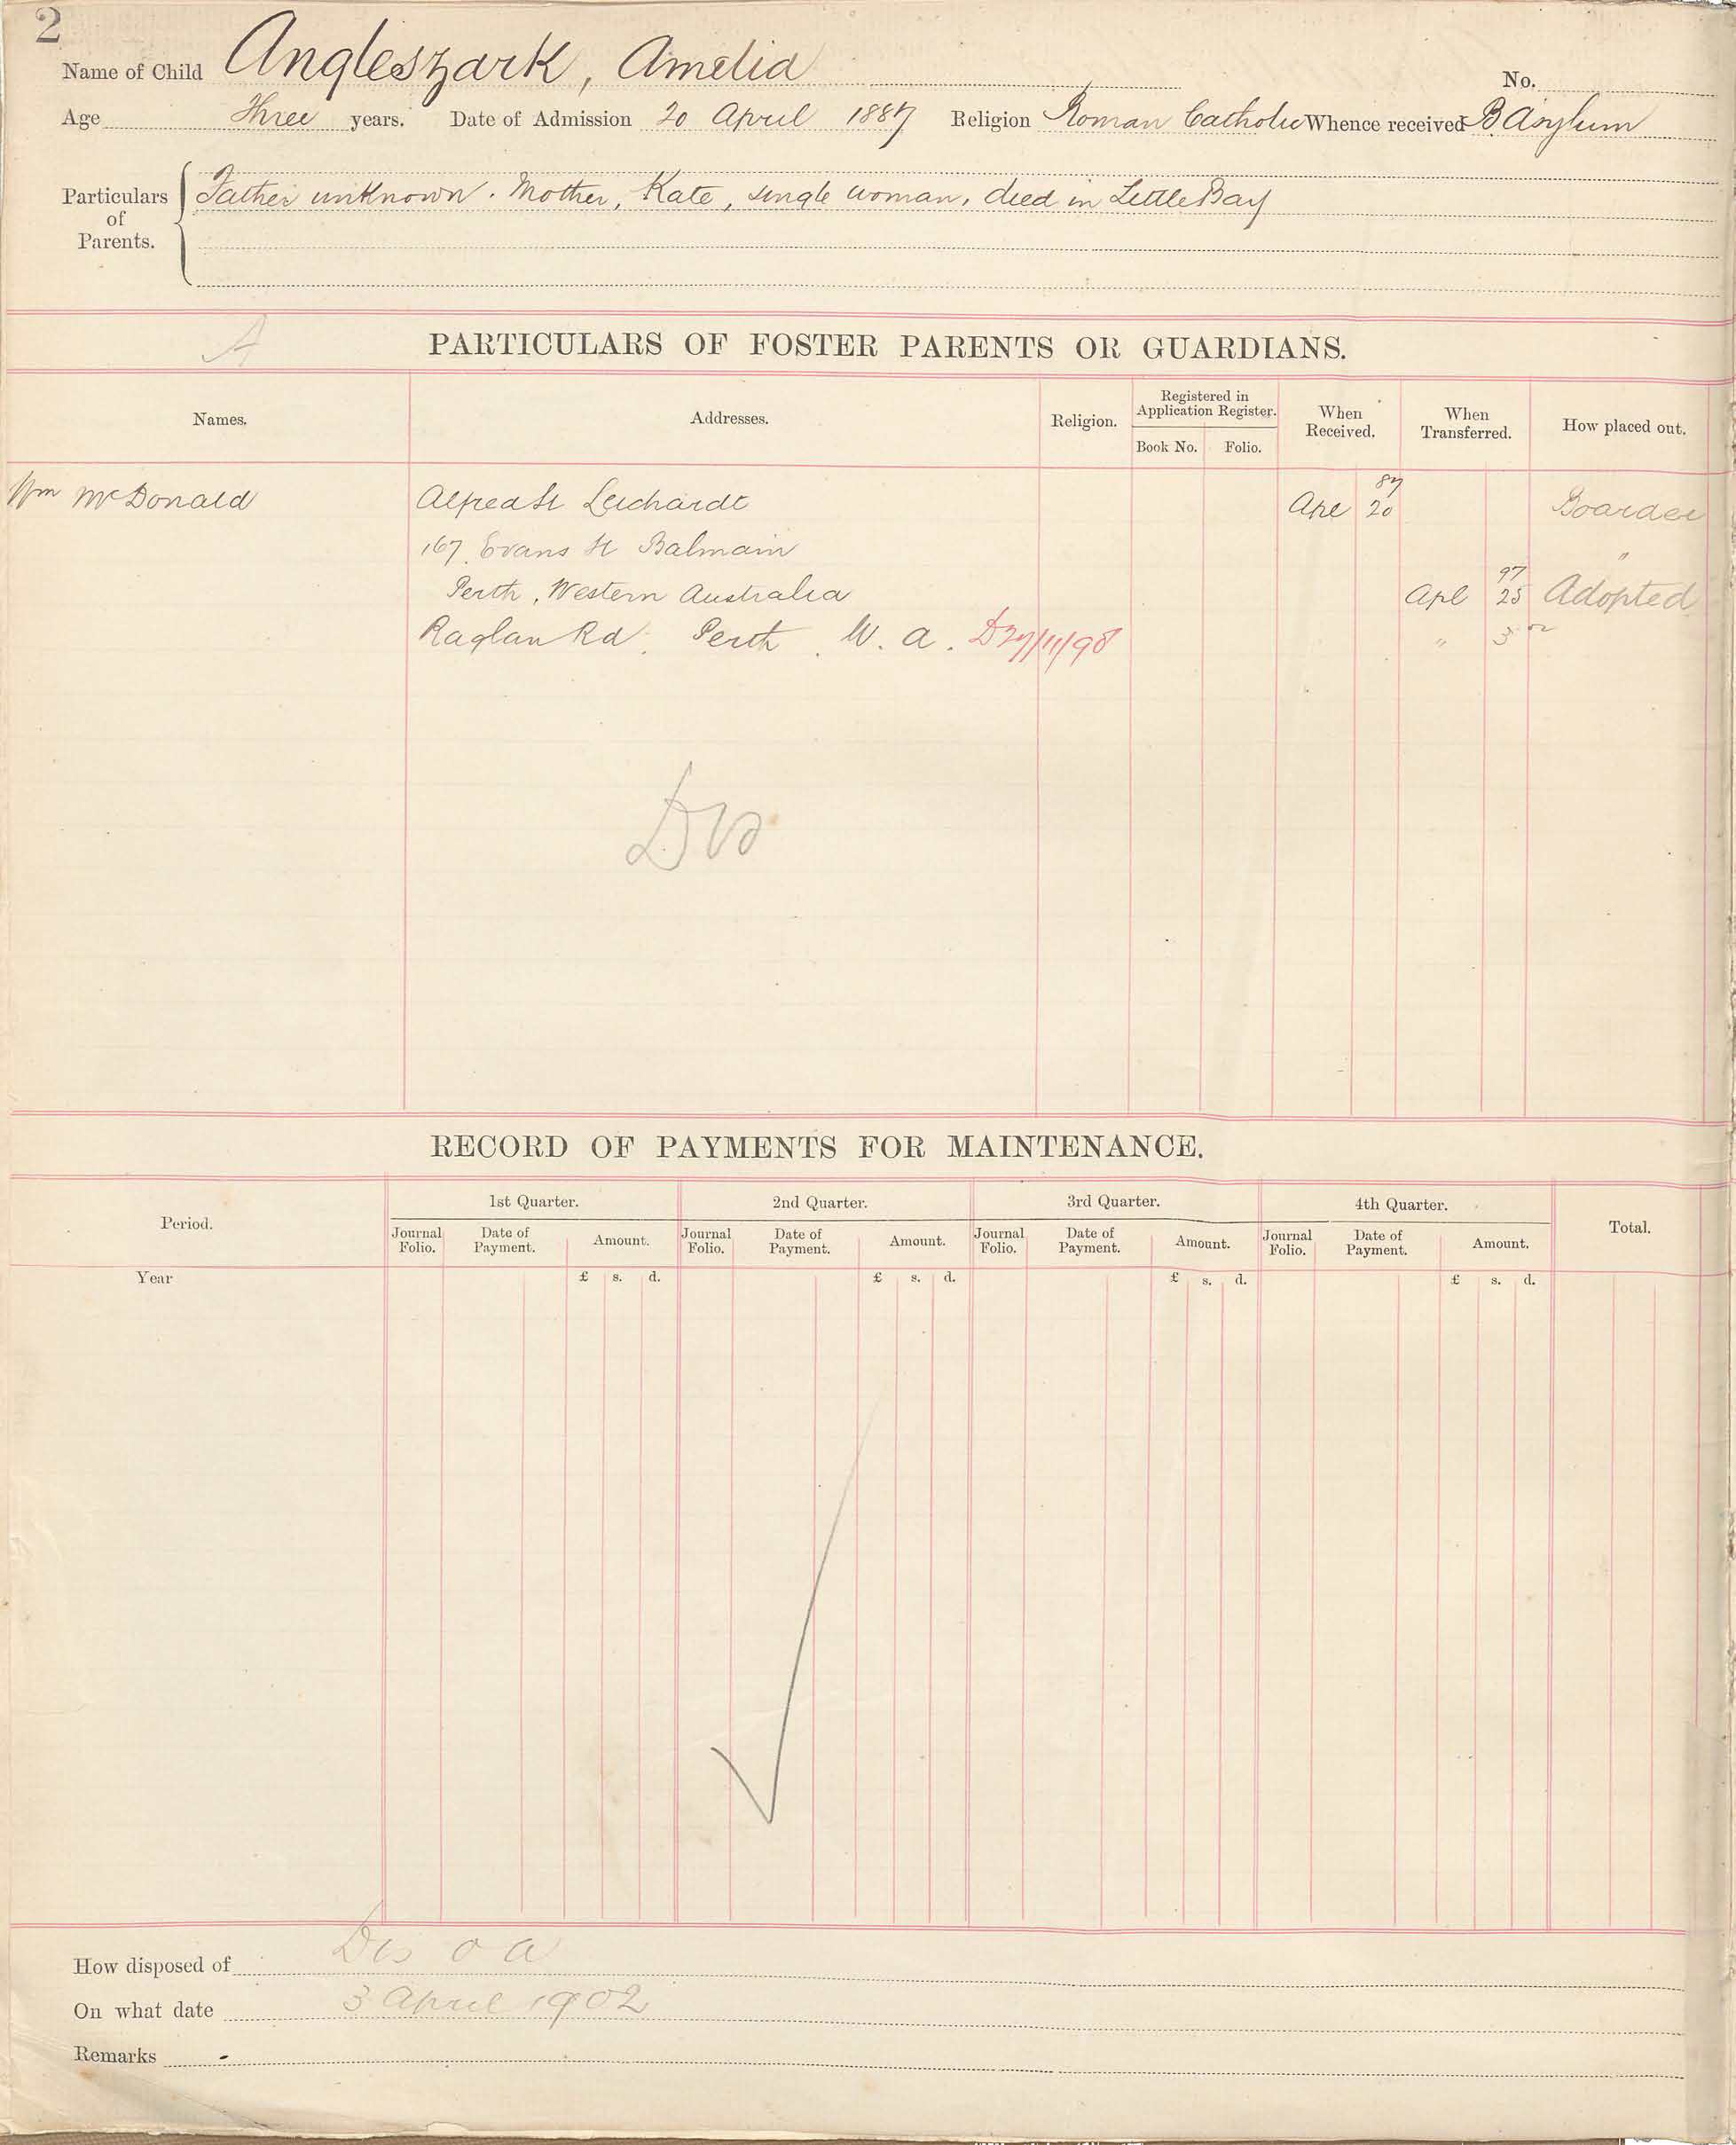 2
Name of Child Angleszark, Amelia No.
Age Three years. Date of Admission 20 April 1887 Religion Roman Catholic Whence received B. Asylum
Particulars of Parents. Father unknown. Mother, Kate, single woman, died in Little Bay
A
PARTICULARS OF FOSTER PARENTS OR GUARDIANS.
Names. Addresses. Religion. Registered in Application Register. Book No. Folio. When Received. When Transferred. How placed out.
Wm McDonald Alfred St Leichardt Ape 87 20 Boarder
167 Evans St Balmain "
Perth, Western Australia Apl 97 25 Adopted
Raglan Rd. Perth. W. A. D 27/11/98 " 3 02
RECORD OF PAYMENTS FOR MAINTENANCE.
Period. 1st Quarter. 2nd Quarter. 3rd Quarter. 4th Quarter. Total.
Journal Folio. Date of Payment. Amount. Journal Folio. Date of Payment. Amount. Journal Folio. Date of Payment. Amount. Journal Folio. Date of Payment. Amount.
Year £ s. d. £ s. d. £ s. d. £ s. d.
How disposed of Dis o a
On what date 3 April 1902
Remarks -